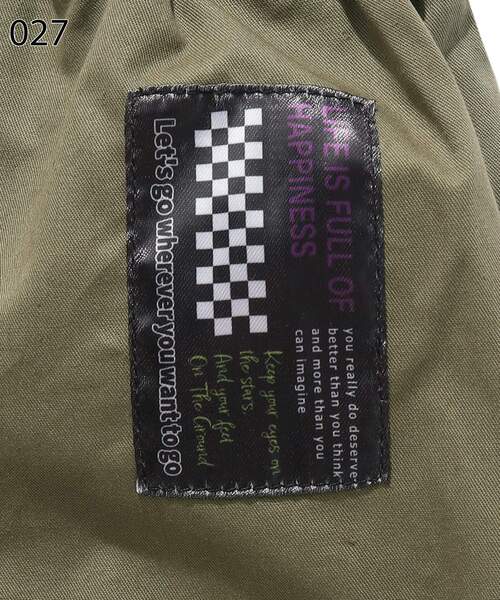 027
LIFE IS FULL OF
HAPPINESS
you really do deserve
better than you think
and more than you
can imagine
Keep your eyes on
the stars.
And your feel
On The Ground
Let's go wherever you want to go